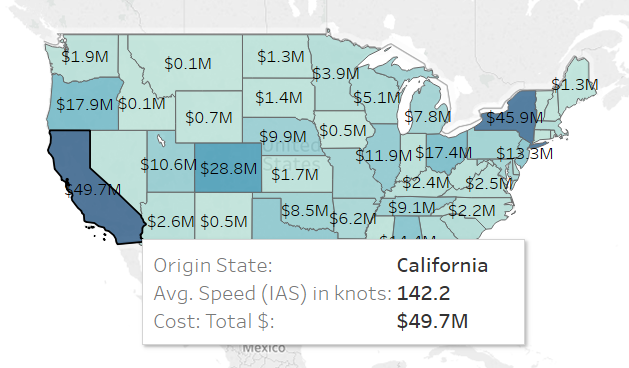 $1.9M
$0.1M
$1.3M
$3.9M
$1.3M
$17.9M
$0.1M
$0.7M
$1.4M
$5.1M
$7.8M
$45.9M
$9.9M
$0.5M
United
States
$49.7M
$10.6M
$28.8M
$1.7M
$11.9M
$17.4M
$13.3M
$2.4M
$2.5M
$2.6M
$0.5M
$8.5M
$6.2M
$9.1M
$2.2M
Origin State: California
Avg. Speed (IAS) in knots: 142.2
Cost: Total $: $49.7M
Mexico